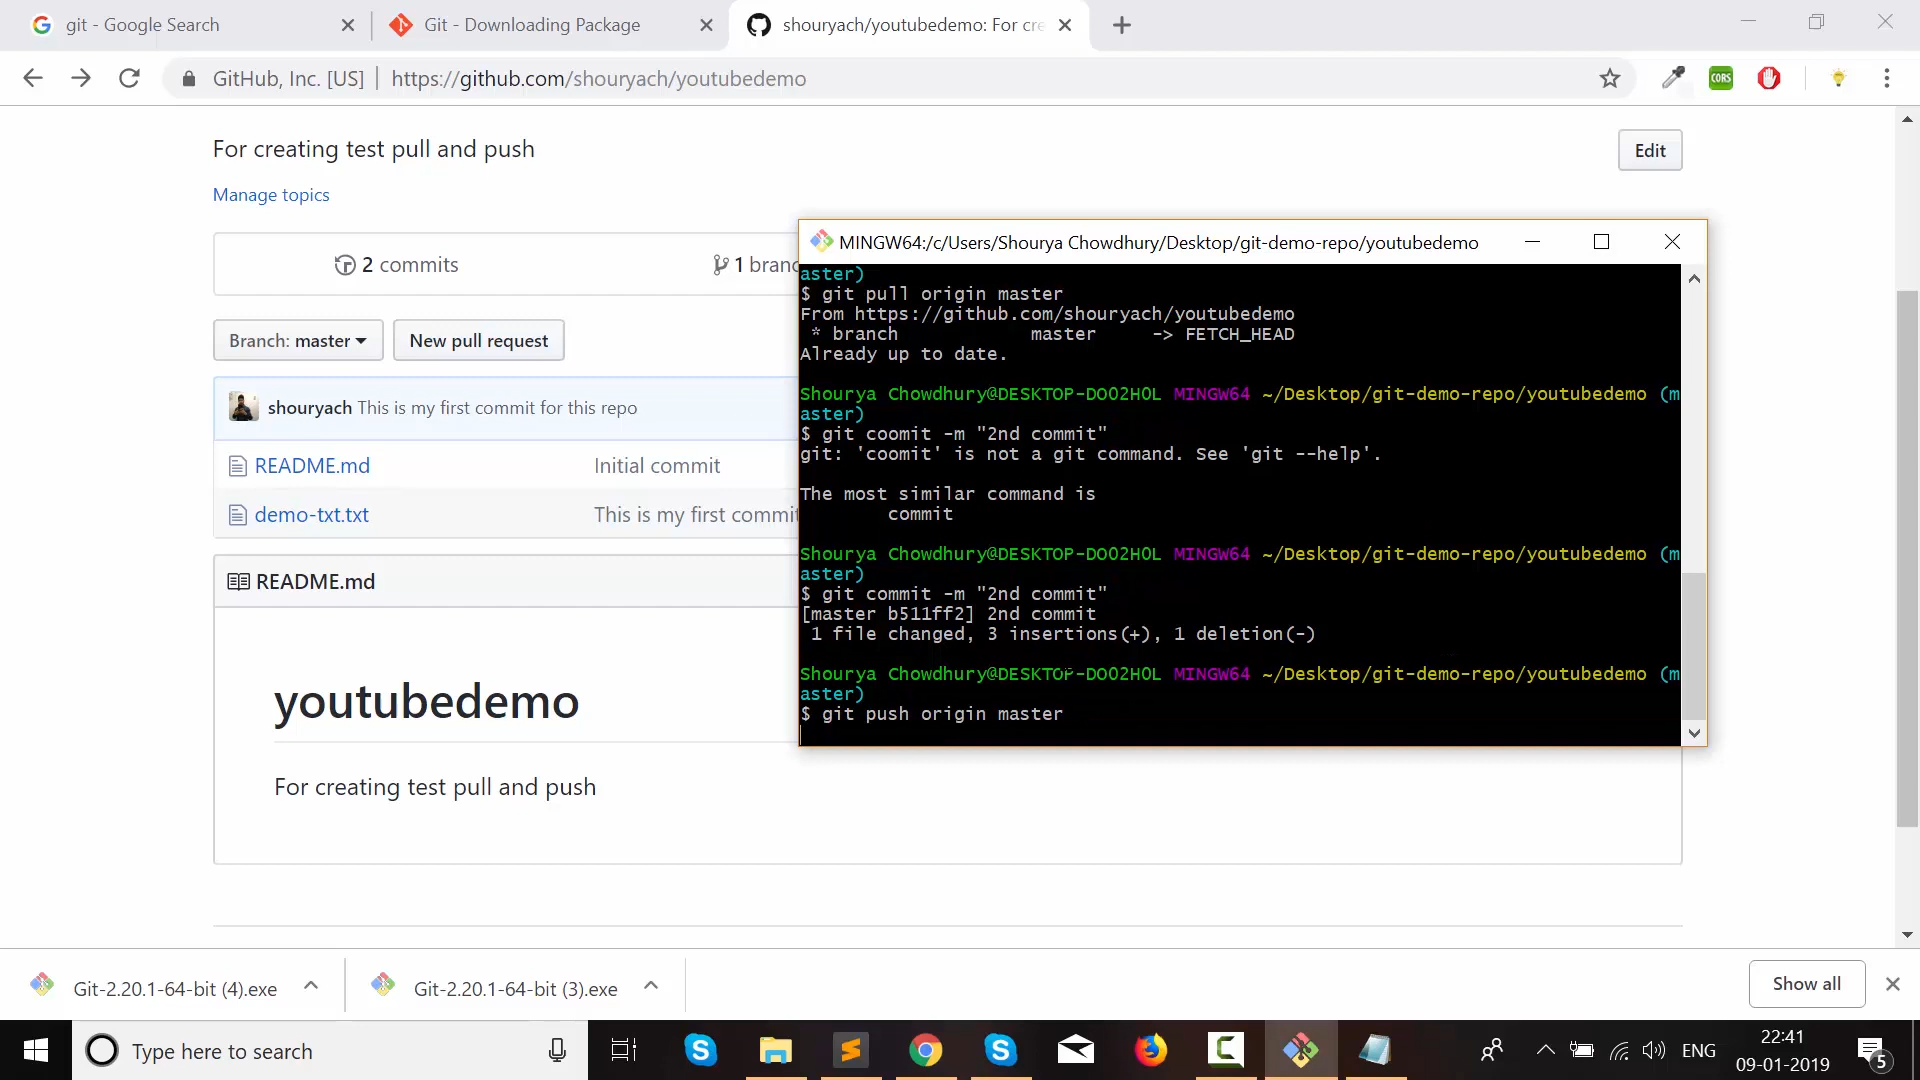 git - Google Search
Git - Downloading Package
shouryach/youtubedemo: For cre
GitHub, Inc. [US] | https://github.com/shouryach/youtubedemo
CORS
For creating test pull and push
Edit
Manage topics
2 commits
1 branc
Branch: master
New pull request
shouryach This is my first commit for this repo
README.md Initial commit
demo-txt.txt This is my first commit
README.md
youtubedemo
For creating test pull and push
MINGW64:/c/Users/Shourya Chowdhury/Desktop/git-demo-repo/youtubedemo
aster)
$ git pull origin master
From https://github.com/shouryach/youtubedemo
 * branch            master     -> FETCH_HEAD
Already up to date.
Shourya Chowdhury@DESKTOP-DO02H0L MINGW64 ~/Desktop/git-demo-repo/youtubedemo (m
aster)
$ git coomit -m "2nd commit"
git: 'coomit' is not a git command. See 'git --help'.
The most similar command is
        commit
Shourya Chowdhury@DESKTOP-DO02H0L MINGW64 ~/Desktop/git-demo-repo/youtubedemo (m
aster)
$ git commit -m "2nd commit"
[master b511ff2] 2nd commit
 1 file changed, 3 insertions(+), 1 deletion(-)
Shourya Chowdhury@DESKTOP-DO02H0L MINGW64 ~/Desktop/git-demo-repo/youtubedemo (m
aster)
$ git push origin master
Git-2.20.1-64-bit (4).exe
Git-2.20.1-64-bit (3).exe
Show all
Type here to search
ENG
22:41
09-01-2019
5